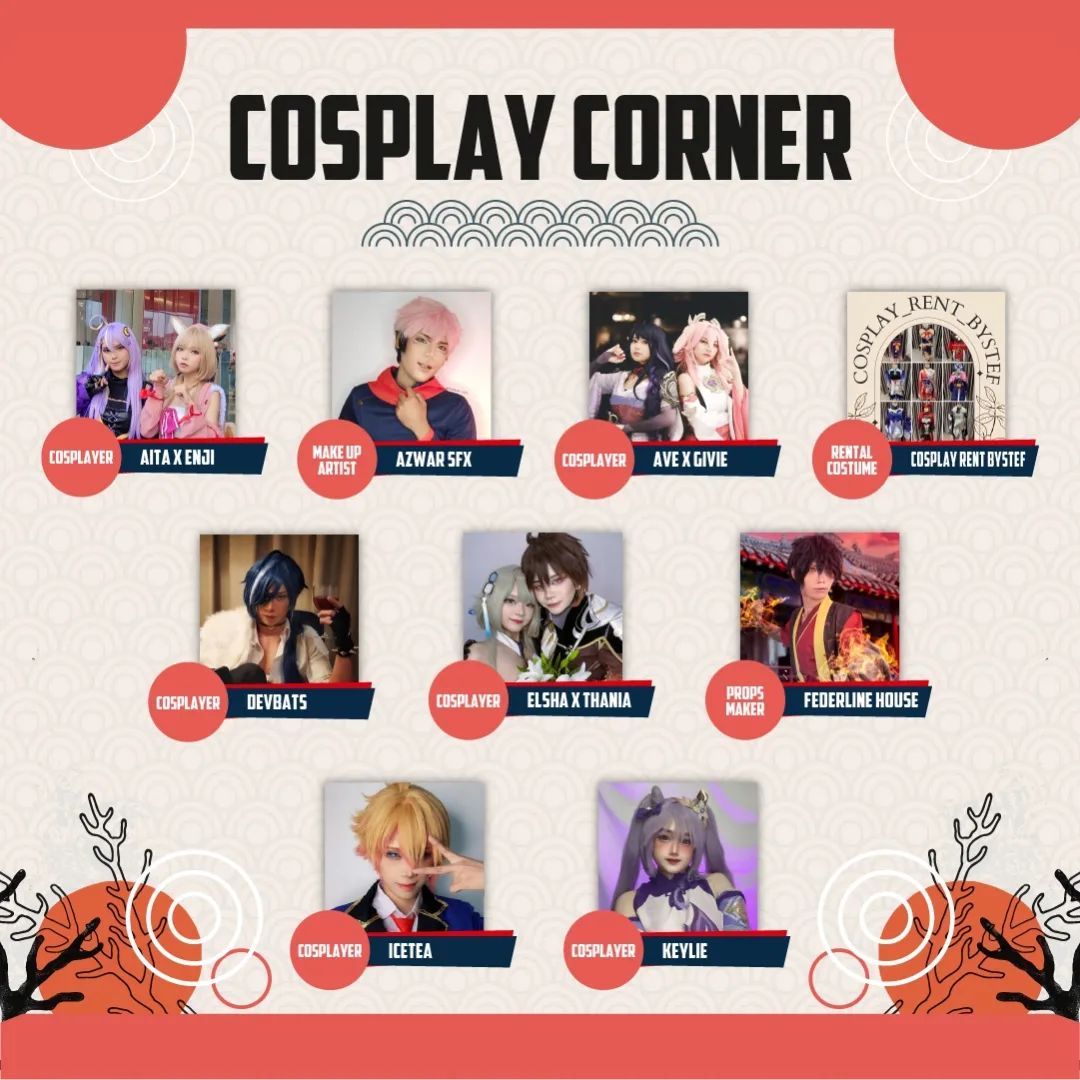 COSPLAY CORNER
COSPLAY_RENT_BYSTEF
COSPLAYER
AITA X ENJI
MAKE UP
ARTIST
AZWAR SFX
COSPLAYER
AVE X GIVIE
RENTAL
COSTUME
COSPLAY RENT BYSTEF
COSPLAYER
DEVBATS
COSPLAYER
ELSHA X THANIA
PROPS
MAKER
FEDERLINE HOUSE
COSPLAYER
ICETEA
COSPLAYER
KEYLIE